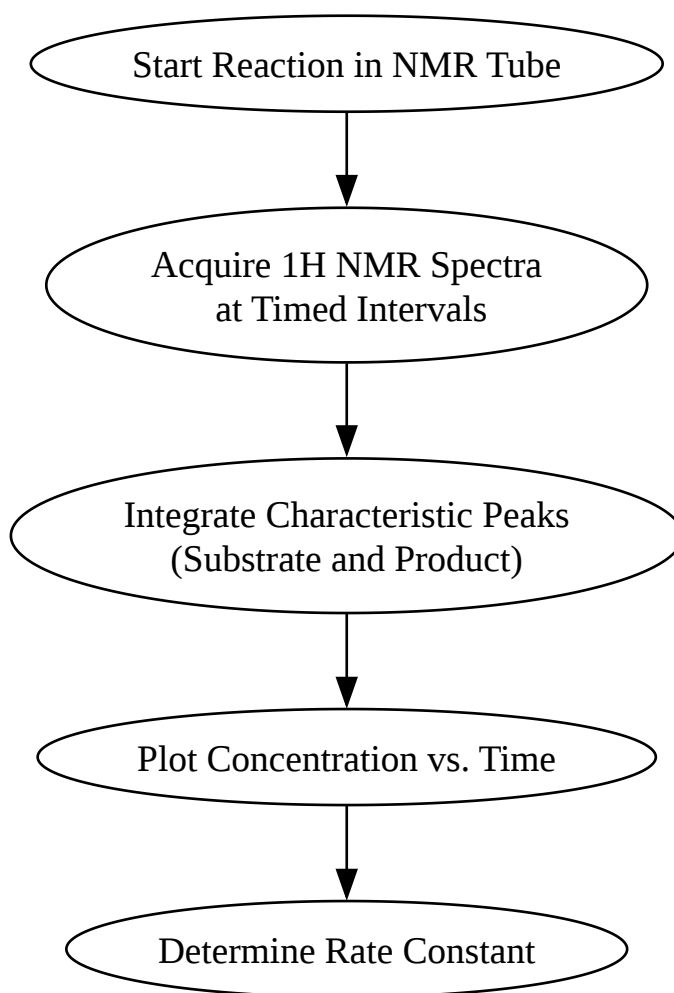 Start Reaction in NMR Tube
Acquire 1H NMR Spectra
at Timed Intervals
Integrate Characteristic Peaks
(Substrate and Product)
Plot Concentration vs. Time
Determine Rate Constant